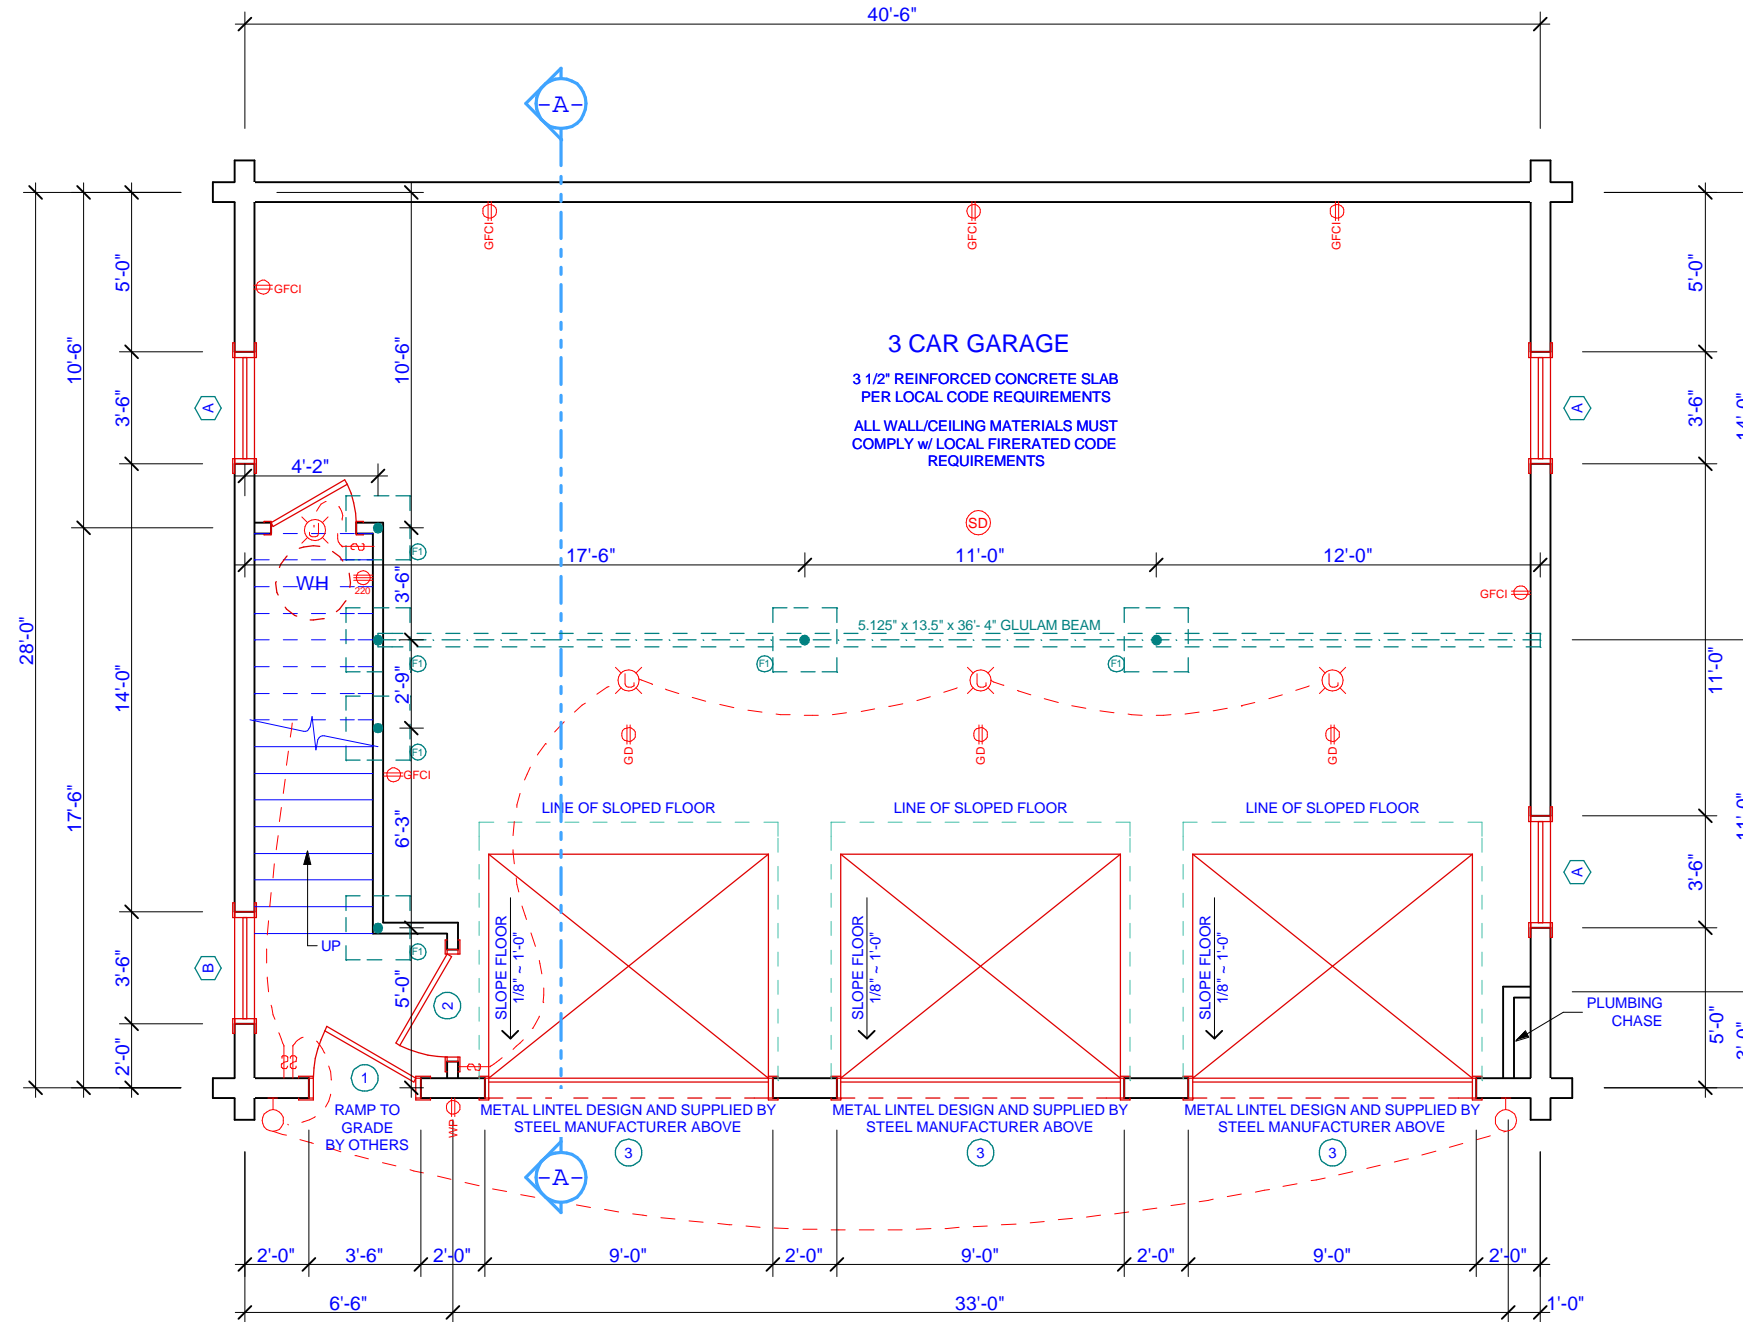 40'-6"
-A-
GFCI
GFCI
GFCI
GFCI
5'-0"
5'-0"
3 CAR GARAGE
3 1/2" REINFORCED CONCRETE SLAB
PER LOCAL CODE REQUIREMENTS
ALL WALL/CEILING MATERIALS MUST
COMPLY w/ LOCAL FIRERATED CODE
REQUIREMENTS
10'-6"
10'-6"
3'-6"
A
A
3'-6"
14'-0"
4'-2"
SD
F1
17'-6"
11'-0"
12'-0"
WH
220
3'-6"
GFCI
5.125" x 13.5" x 36'- 4" GLULAM BEAM
28'-0"
F1
F1
F1
14'-0"
2'-9"
11'-0"
F1
GD
GD
GD
GFCI
17'-6"
6'-3"
LINE OF SLOPED FLOOR
LINE OF SLOPED FLOOR
LINE OF SLOPED FLOOR
11'-0"
A
3'-6"
UP
B
3'-6"
5'-0"
2
SLOPE FLOOR
1/8" ~ 1'-0"
SLOPE FLOOR
1/8" ~ 1'-0"
SLOPE FLOOR
1/8" ~ 1'-0"
F1
PLUMBING
CHASE
5'-0"
3'-0"
2'-0"
1
RAMP TO
GRADE
BY OTHERS
WP
METAL LINTEL DESIGN AND SUPPLIED BY
STEEL MANUFACTURER ABOVE
METAL LINTEL DESIGN AND SUPPLIED BY
STEEL MANUFACTURER ABOVE
METAL LINTEL DESIGN AND SUPPLIED BY
STEEL MANUFACTURER ABOVE
3
3
3
-A-
2'-0"
3'-6"
2'-0"
9'-0"
2'-0"
9'-0"
2'-0"
9'-0"
2'-0"
6'-6"
33'-0"
1'-0"